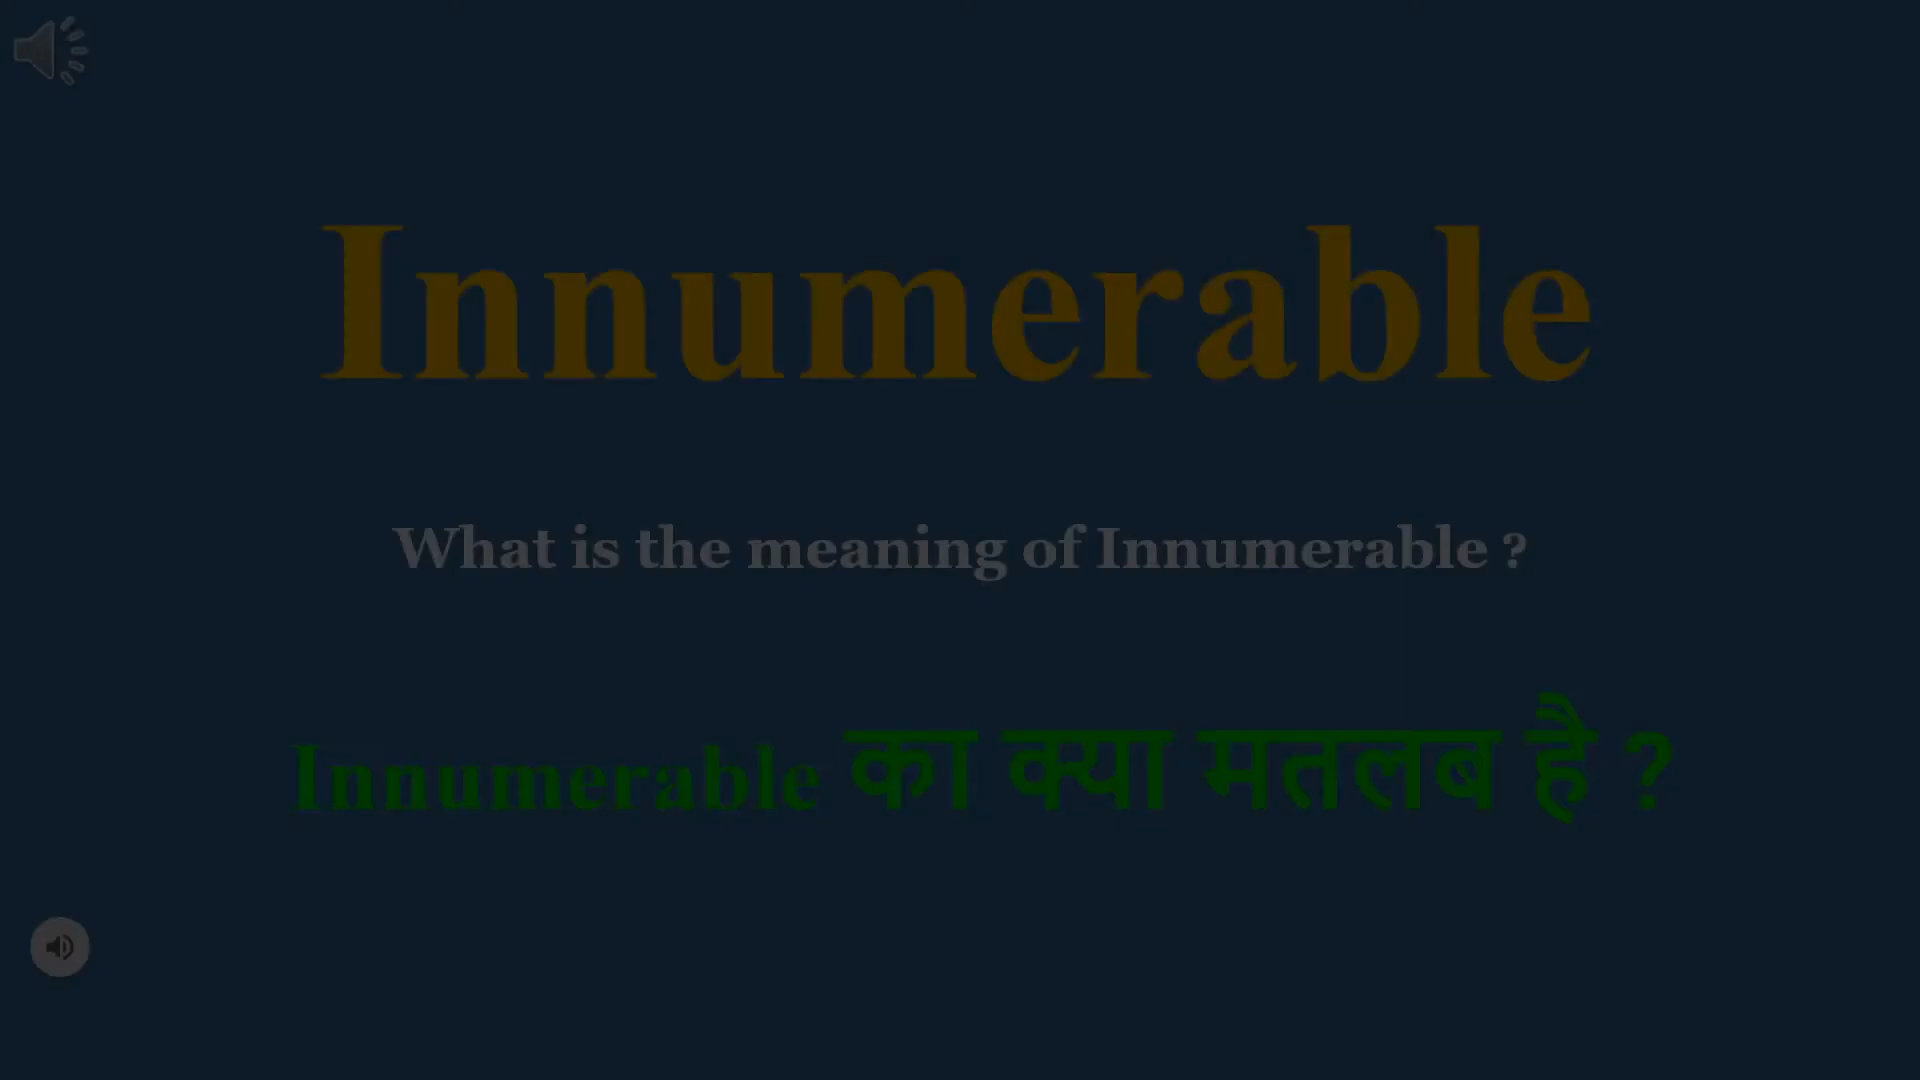 Innumerable
What is the meaning of Innumerable ?
Innumerable का क्या मतलब है ?